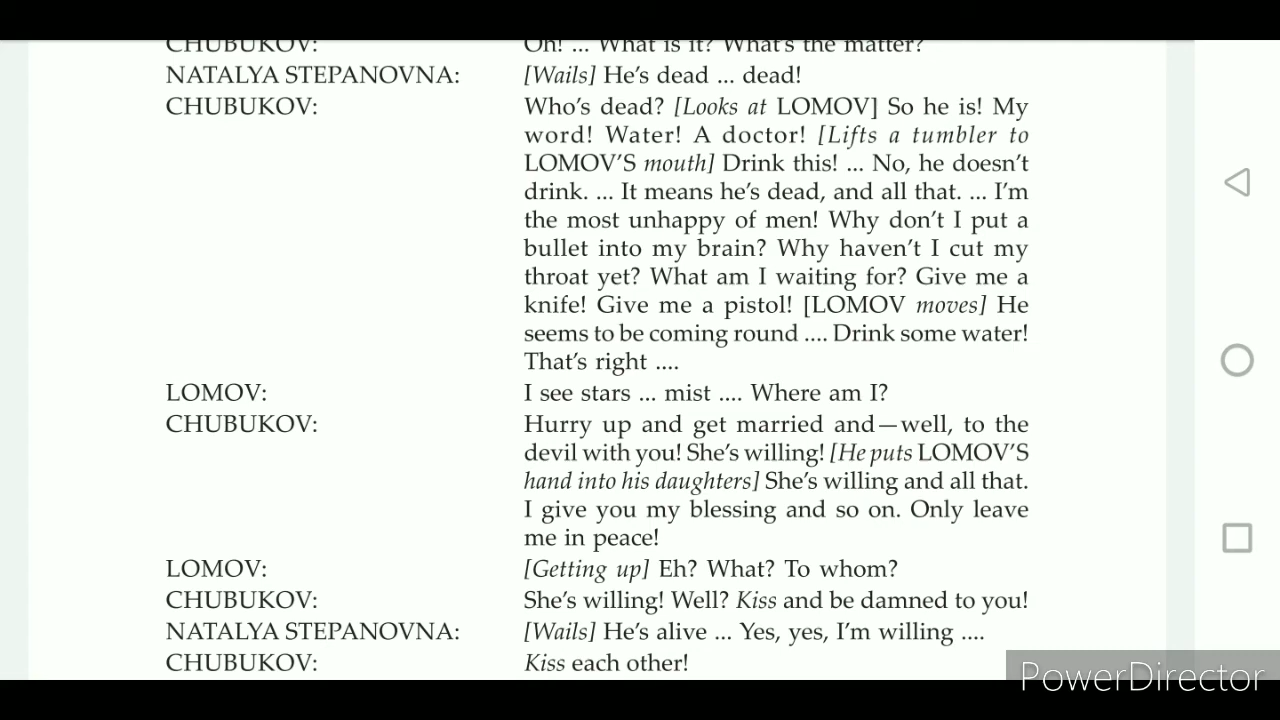 CHUBUKOV: Oh! ... What is it? What's the matter?
NATALYA STEPANOVNA: [Wails] He's dead ... dead!
CHUBUKOV: Who's dead? [Looks at LOMOV] So he is! My
word! Water! A doctor! [Lifts a tumbler to
LOMOV'S mouth] Drink this! ... No, he doesn't
drink. ... It means he's dead, and all that. ... I'm
the most unhappy of men! Why don't I put a
bullet into my brain? Why haven't I cut my
throat yet? What am I waiting for? Give me a
knife! Give me a pistol! [LOMOV moves] He
seems to be coming round .... Drink some water!
That's right ....
LOMOV: I see stars ... mist .... Where am I?
CHUBUKOV: Hurry up and get married and—well, to the
devil with you! She's willing! [He puts LOMOV'S
hand into his daughters] She's willing and all that.
I give you my blessing and so on. Only leave
me in peace!
LOMOV: [Getting up] Eh? What? To whom?
CHUBUKOV: She's willing! Well? Kiss and be damned to you!
NATALYA STEPANOVNA: [Wails] He's alive ... Yes, yes, I'm willing ....
CHUBUKOV: Kiss each other!
PowerDirector